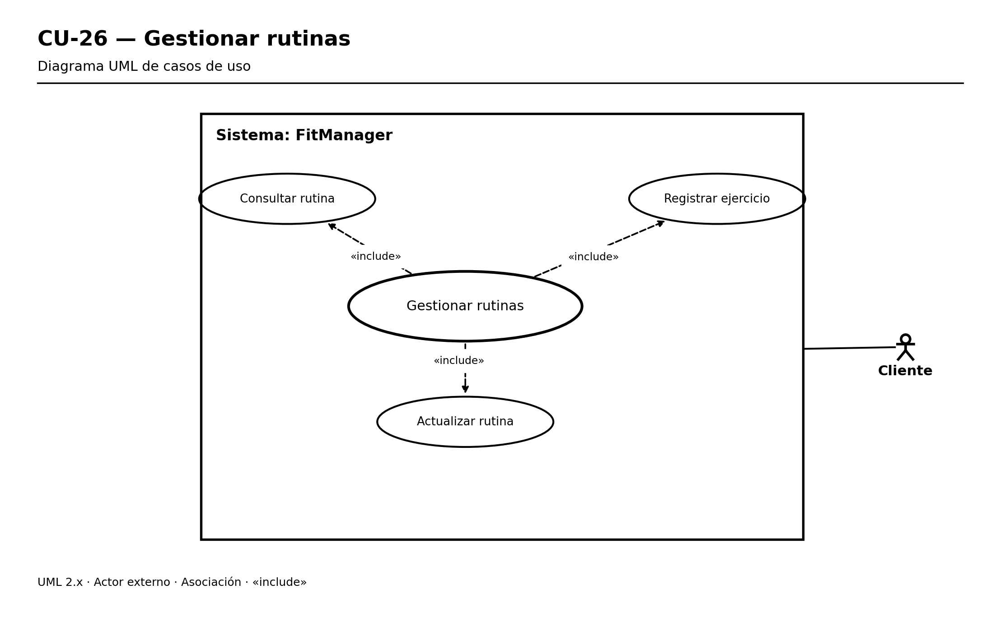 CU-26 — Gestionar rutinas
Diagrama UML de casos de uso
Sistema: FitManager
Consultar rutina
Registrar ejercicio
«include»
«include»
Gestionar rutinas
«include»
Cliente
Actualizar rutina
UML 2.x · Actor externo · Asociación · «include»